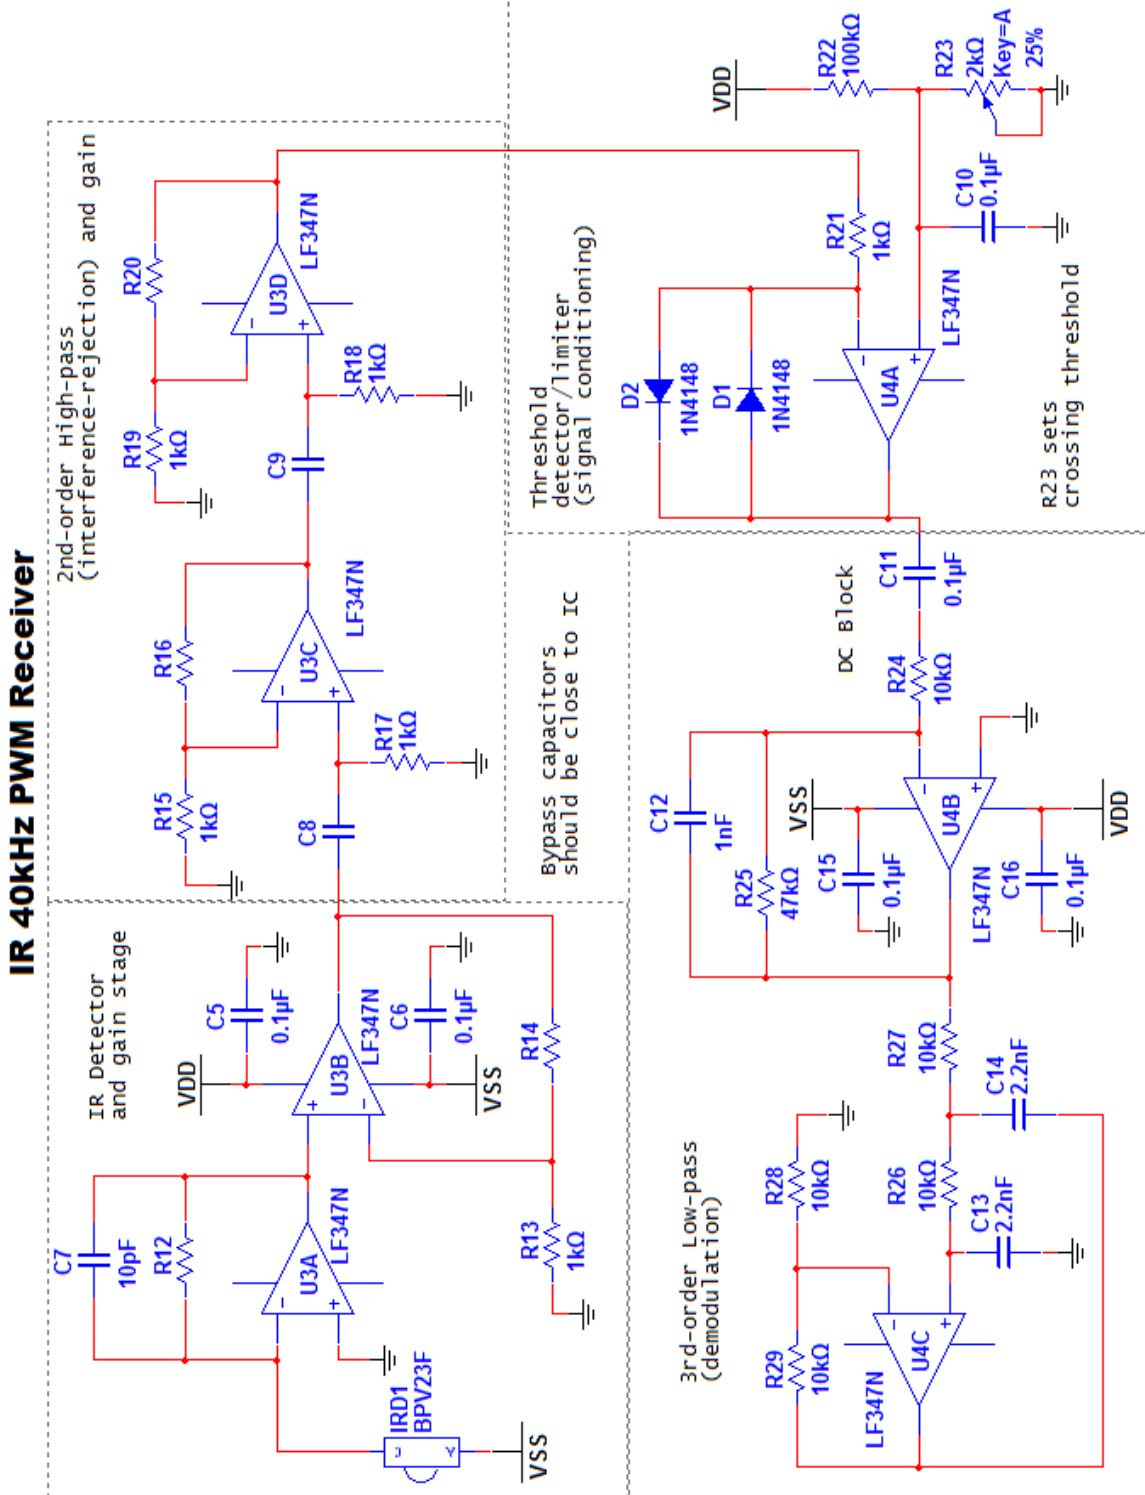 IR 40kHz PWM Receiver
IR Detector
and gain stage
C7
10pF
R12
U3A
LF347N
IRD1
BPV23F
VSS
VDD
C5
0.1µF
U3B
LF347N
C6
0.1µF
VSS
R14
R13
1kΩ
2nd-order High-pass
(interference-rejection) and gain
R15
1kΩ
R16
U3C
LF347N
C8
R17
1kΩ
R19
1kΩ
R20
U3D
LF347N
C9
R18
1kΩ
Bypass capacitors
should be close to IC
Threshold
detector/limiter
(signal conditioning)
D2
1N4148
D1
1N4148
U4A
LF347N
R21
1kΩ
VDD
R22
100kΩ
R23
2kΩ
Key=A
25%
C10
0.1µF
R23 sets
crossing threshold
DC Block
C11
0.1µF
R24
10kΩ
C12
1nF
R25
47kΩ
VSS
C15
0.1µF
U4B
LF347N
C16
0.1µF
VDD
3rd-order Low-pass
(demodulation)
R27
10kΩ
C14
2.2nF
R26
10kΩ
C13
2.2nF
R28
10kΩ
R29
10kΩ
U4C
LF347N